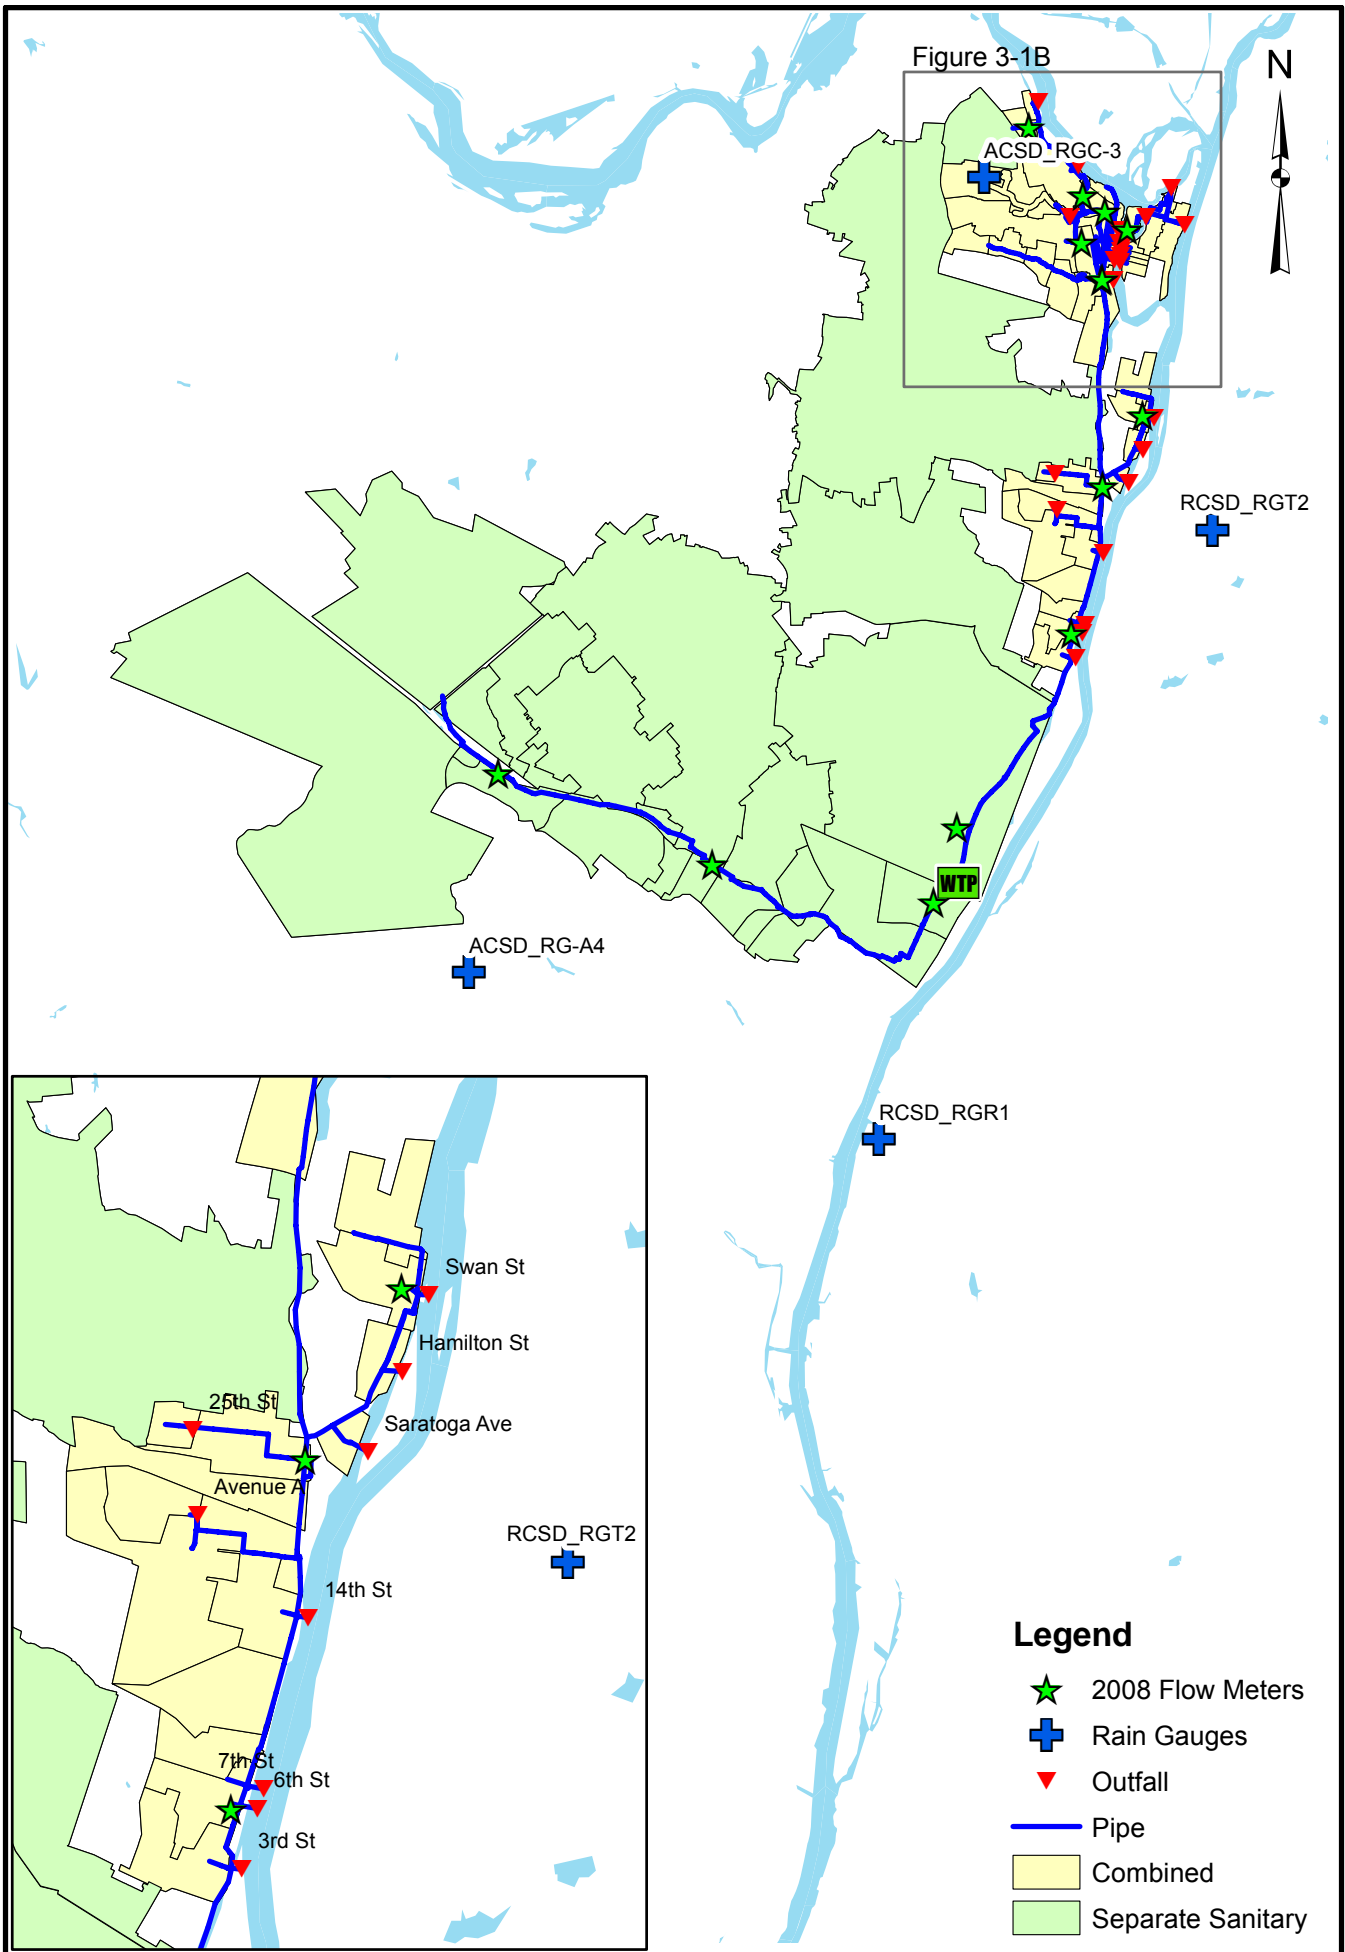 Figure 3-1B
N
ACSD_RGC-3
RCSD_RGT2
WTP
ACSD_RG-A4
RCSD_RGR1
Swan St
Hamilton St
25th St
Saratoga Ave
Avenue A
RCSD_RGT2
14th St
7th St
6th St
3rd St
Legend
2008 Flow Meters
Rain Gauges
Outfall
Pipe
Combined
Separate Sanitary